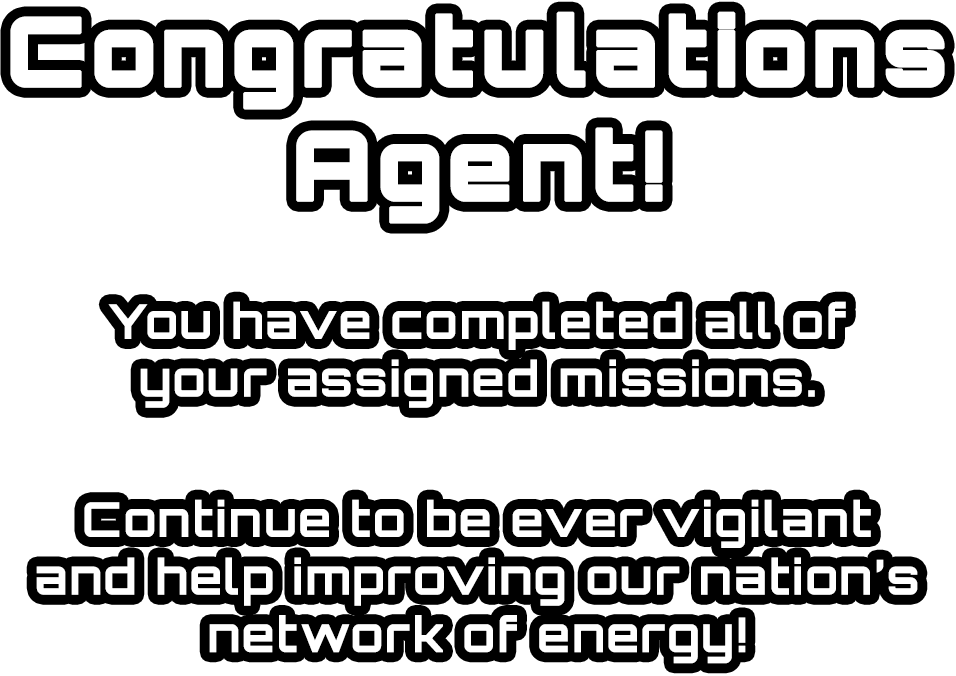 Congratulations
Agent!
You have completed all of
your assigned missions.
Continue to be ever vigilant
and help improving our nation's
network of energy!